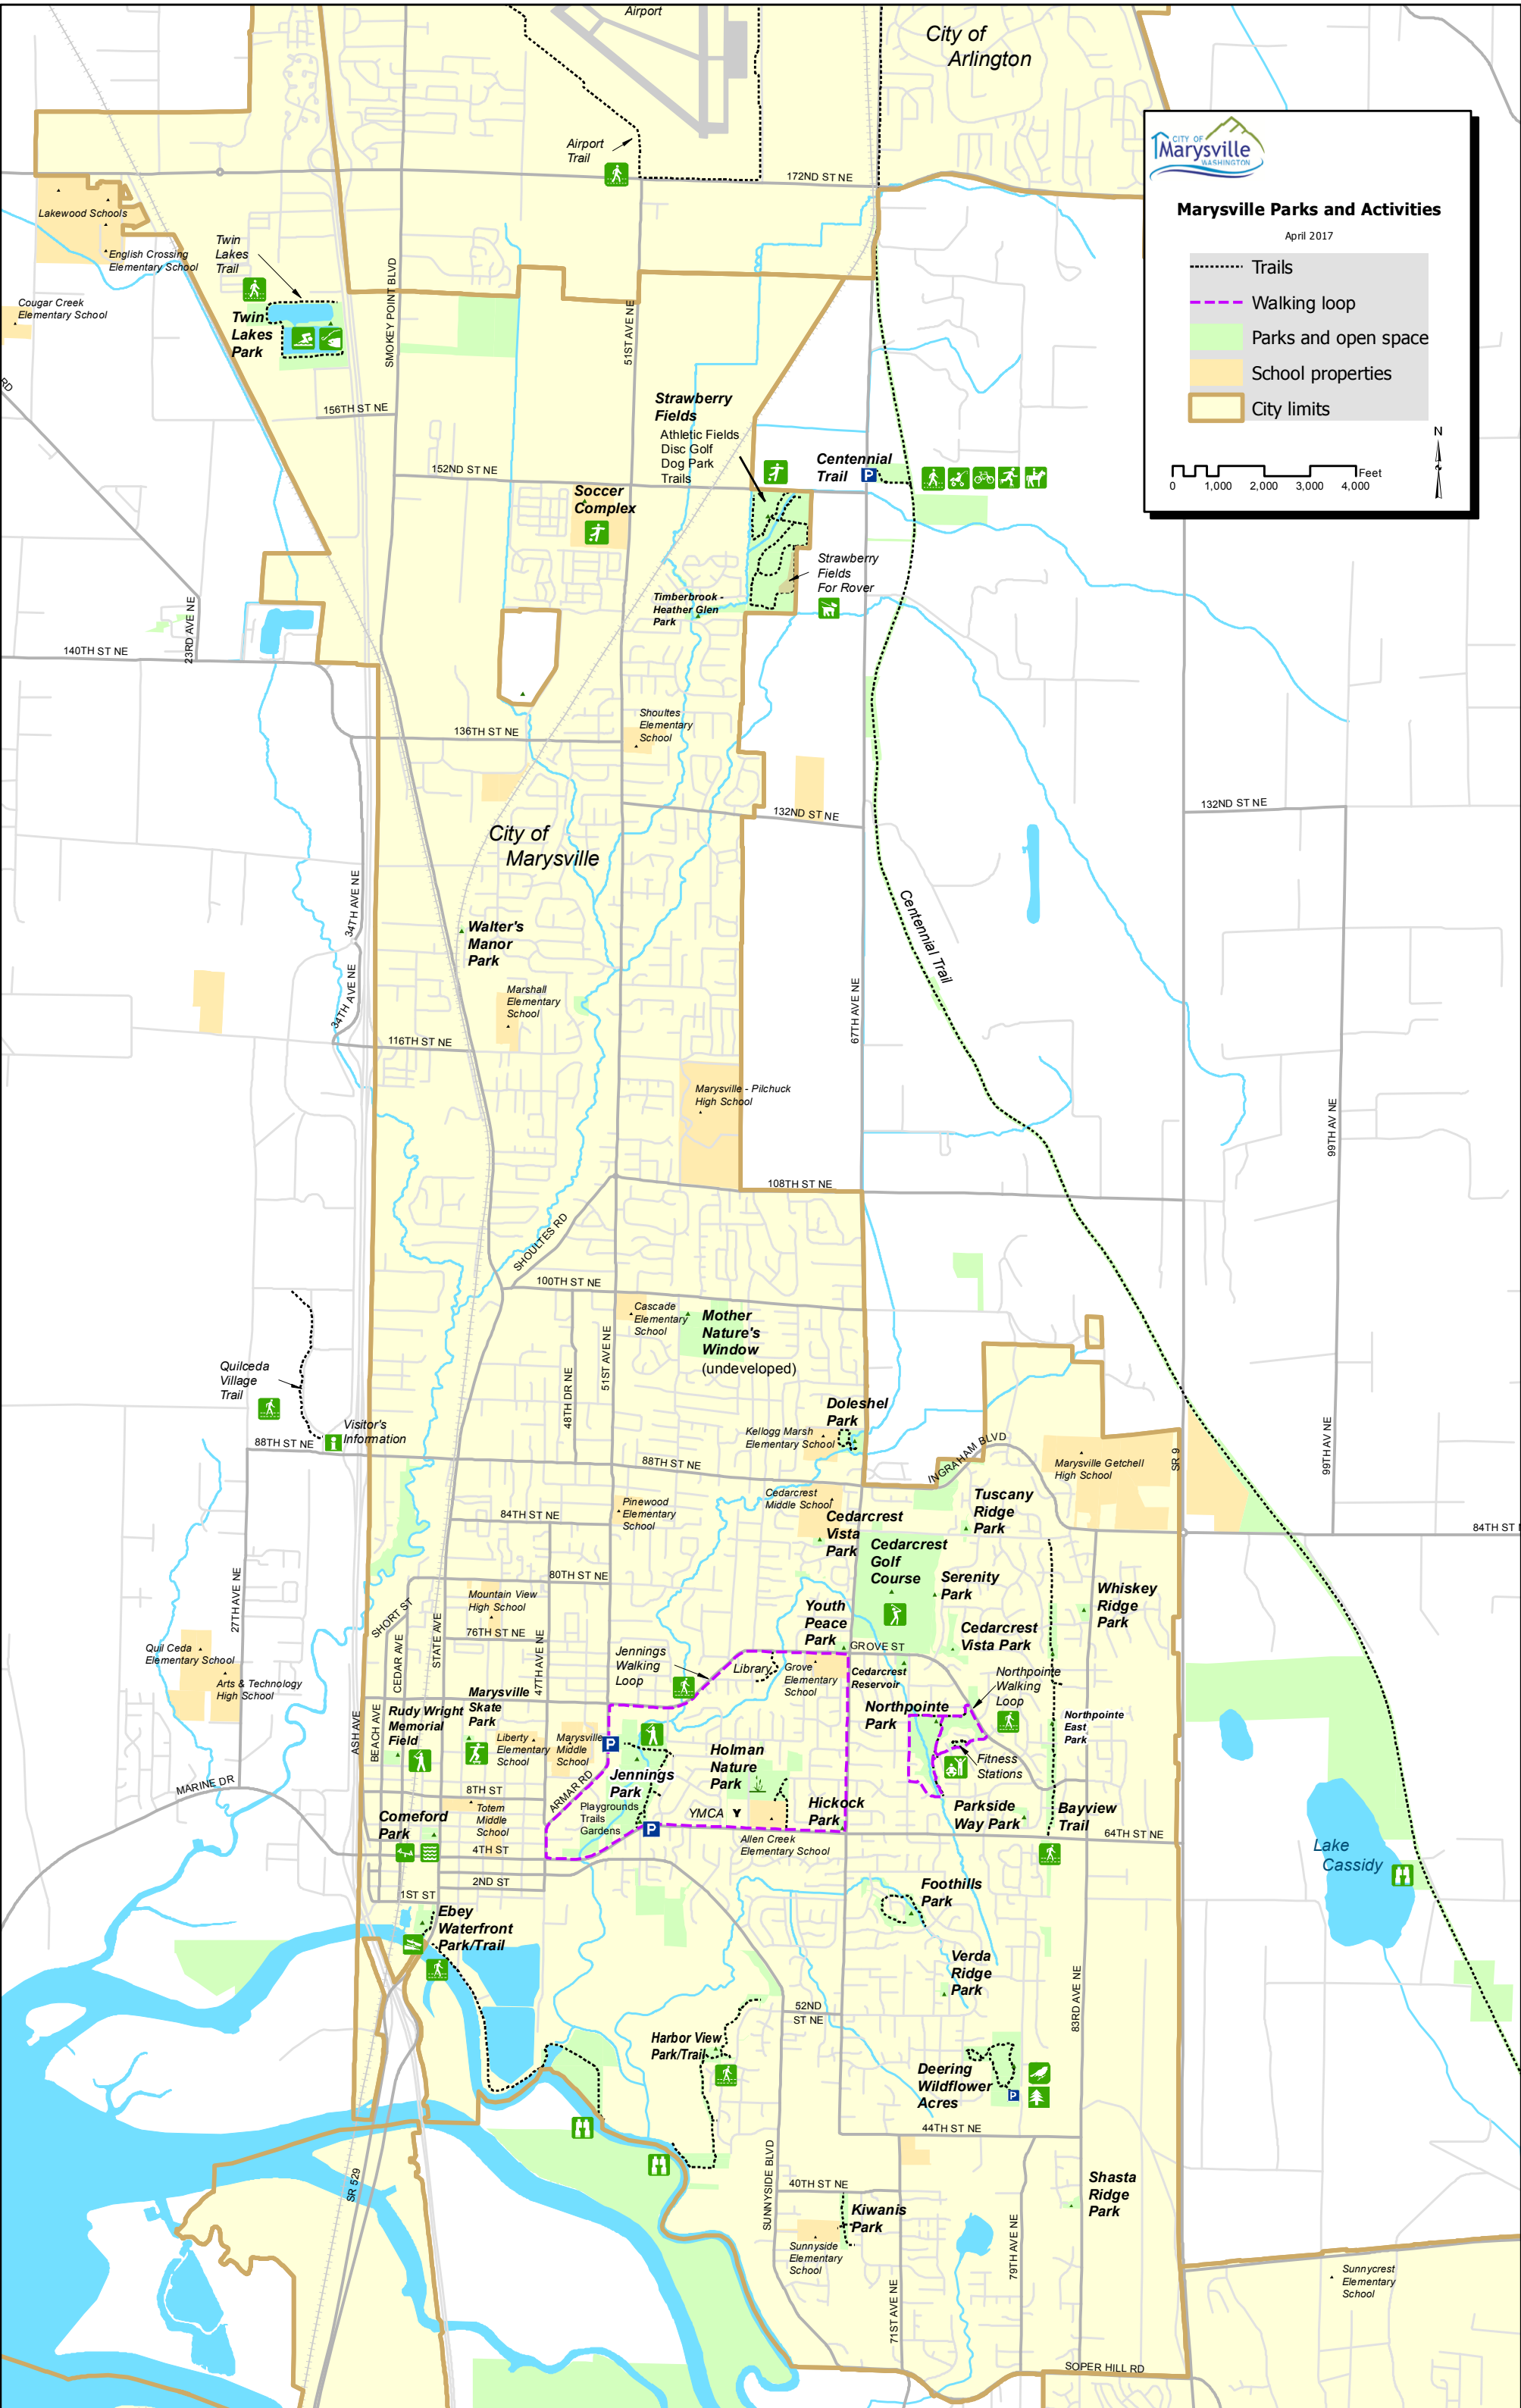 Airport
City of
Arlington
CITY OF
Marysville
WASHINGTON
Marysville Parks and Activities
April 2017
Trails
Walking loop
Parks and open space
School properties
City limits
N
Feet
0 1,000 2,000 3,000 4,000
Airport
Trail
172ND ST NE
Lakewood Schools
English Crossing
Elementary School
Twin
Lakes
Trail
Cougar Creek
Elementary School
Twin
Lakes
Park
SMOKEY POINT BLVD
51ST AVE NE
RD
156TH ST NE
Strawberry
Fields
Athletic Fields
Disc Golf
Dog Park
Trails
152ND ST NE
Centennial
Trail
P
Soccer
Complex
Strawberry
Fields
For Rover
Timberbrook -
Heather Glen
Park
23RD AVE NE
140TH ST NE
Shoultes
Elementary
School
136TH ST NE
132ND ST NE
132ND ST NE
City of
Marysville
34TH AVE NE
Centennial Trail
Walter's
Manor
Park
34TH AVE NE
Marshall
Elementary
School
67TH AVE NE
116TH ST NE
Marysville - Pilchuck
High School
99TH AV NE
108TH ST NE
SHOULTES RD
100TH ST NE
Cascade
Elementary
School
Mother
Nature's
Window
(undeveloped)
51ST AVE NE
48TH DR NE
Quilceda
Village
Trail
Visitor's
Information
88TH ST NE
Doleshel
Park
Kellogg Marsh
Elementary School
INGRAHAM BLVD
88TH ST NE
Marysville Getchell
High School
SR 9
99TH AV NE
Cedarcrest
Middle School
Tuscany
Ridge
Park
Pinewood
Elementary
School
84TH ST NE
Cedarcrest
Vista
Park
84TH ST N
Cedarcrest
Golf
Course
80TH ST NE
Serenity
Park
Whiskey
Ridge
Park
27TH AVE NE
Mountain View
High School
SHORT ST
Youth
Peace
Park
Cedarcrest
Vista Park
76TH ST NE
STATE AVE
CEDAR AVE
GROVE ST
Quil Ceda
Elementary School
47TH AVE NE
Jennings
Walking
Loop
Library
Grove
Elementary
School
Cedarcrest
Reservoir
Northpointe
Walking
Loop
Arts & Technology
High School
Marysville
Skate
Park
Rudy Wright
Memorial
Field
Northpointe
Park
Northpointe
East
Park
ASH AVE
BEACH AVE
Liberty
Elementary
School
Marysville
Middle
School
P
Holman
Nature
Park
Fitness
Stations
Jennings
Park
Playgrounds
Trails
Gardens
MARINE DR
8TH ST
ARMAR RD
Totem
Middle
School
YMCA Y
Hickock
Park
Parkside
Way Park
Bayview
Trail
Comeford
Park
P
Allen Creek
Elementary School
64TH ST NE
4TH ST
Lake
Cassidy
2ND ST
1ST ST
Foothills
Park
Ebey
Waterfront
Park/Trail
Verda
Ridge
Park
52ND
ST NE
83RD AVE NE
Harbor View
Park/Trail
Deering
Wildflower
Acres
P
44TH ST NE
SUNNYSIDE BLVD
SR 529
40TH ST NE
Shasta
Ridge
Park
Kiwanis
Park
79TH AVE NE
Sunnyside
Elementary
School
71ST AVE NE
Sunnycrest
Elementary
School
SOPER HILL RD